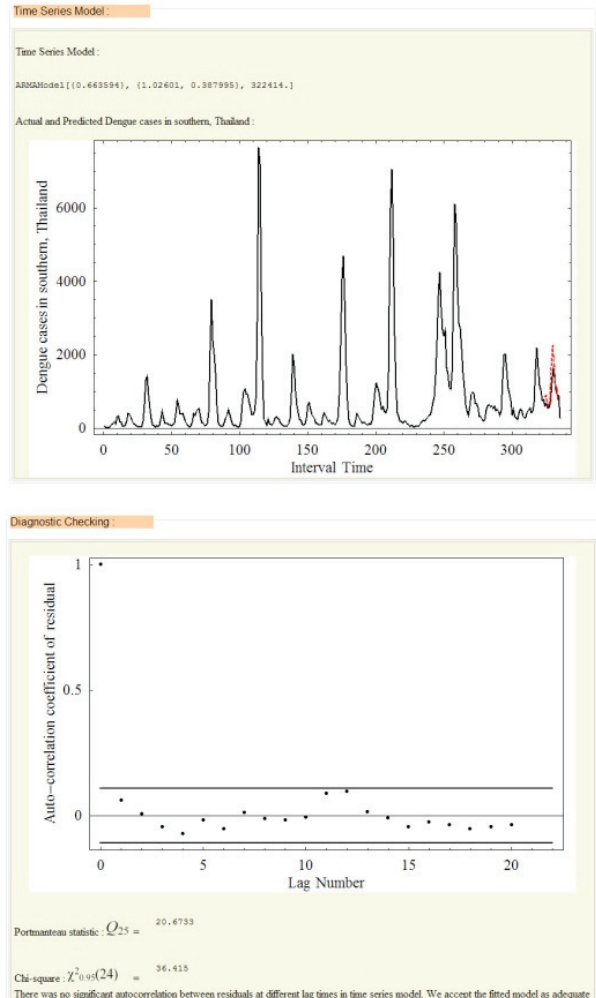 Time Series Model :
Time Series Model :
ARMAModel[{0.663594}, {1.02601, 0.387995}, 322414.]
Actual and Predicted Dengue cases in southern, Thailand :
Dengue cases in southern, Thailand
6000
4000
2000
0
0 50 100 150 200 250 300
Interval Time
Diagnostic Checking :
Auto-correlation coefficient of residual
1
0.5
0
0 5 10 15 20
Lag Number
Portmanteau statistic : Q25 = 20.6733
Chi-square : χ²0.95(24) = 36.415
There was no significant autocorrelation between residuals at different lag times in time series model. We accept the fitted model as adequate